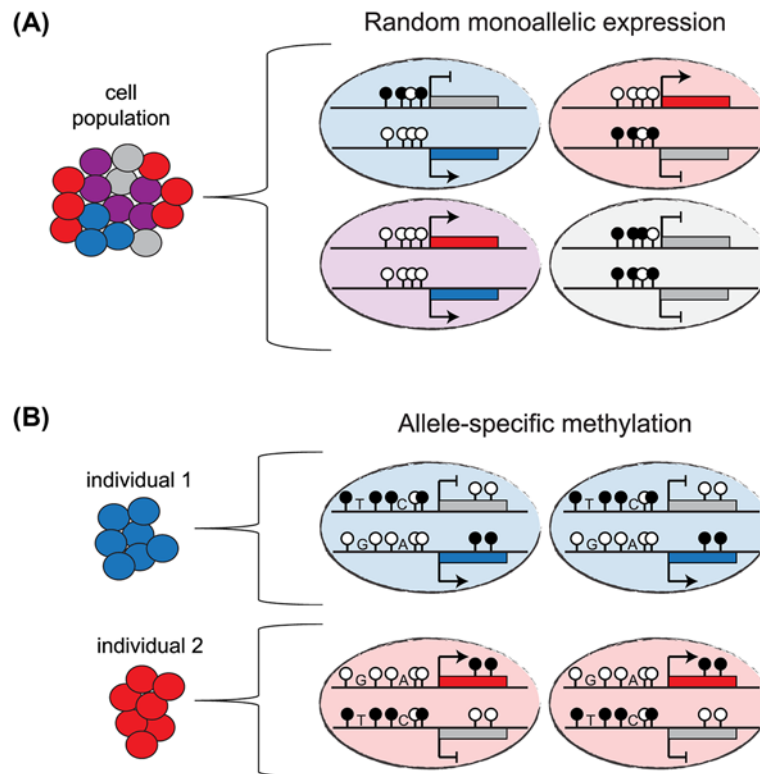 (A)
Random monoallelic expression
cell
population
(B)
Allele-specific methylation
individual 1
T C
T C
G A
G A
individual 2
G A
G A
T C
T C